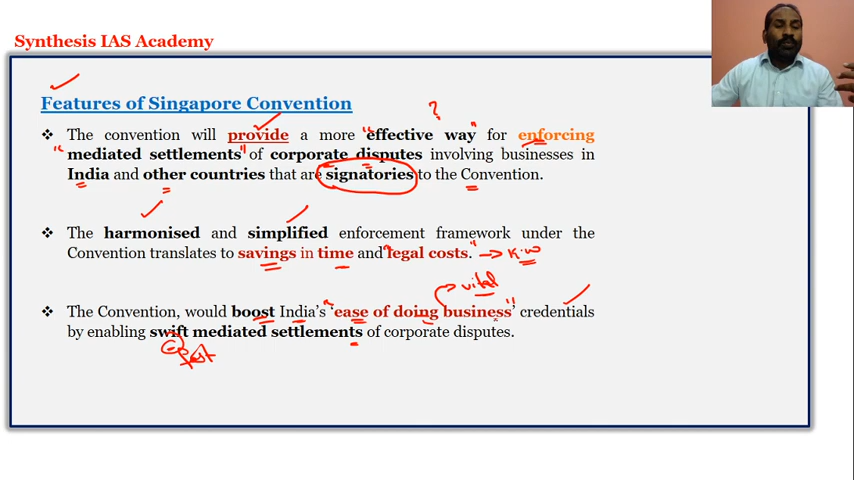 Synthesis IAS Academy
Features of Singapore Convention
?
❖ The convention will provide a more "effective way" for enforcing
"mediated settlements" of corporate disputes involving businesses in
India and other countries that are signatories to the Convention.
❖ The harmonised and simplified enforcement framework under the
Convention translates to savings in time and "legal costs." → K.W
→ vital
❖ The Convention, would boost India's 'ease of doing business' credentials
by enabling swift mediated settlements of corporate disputes.
Fast